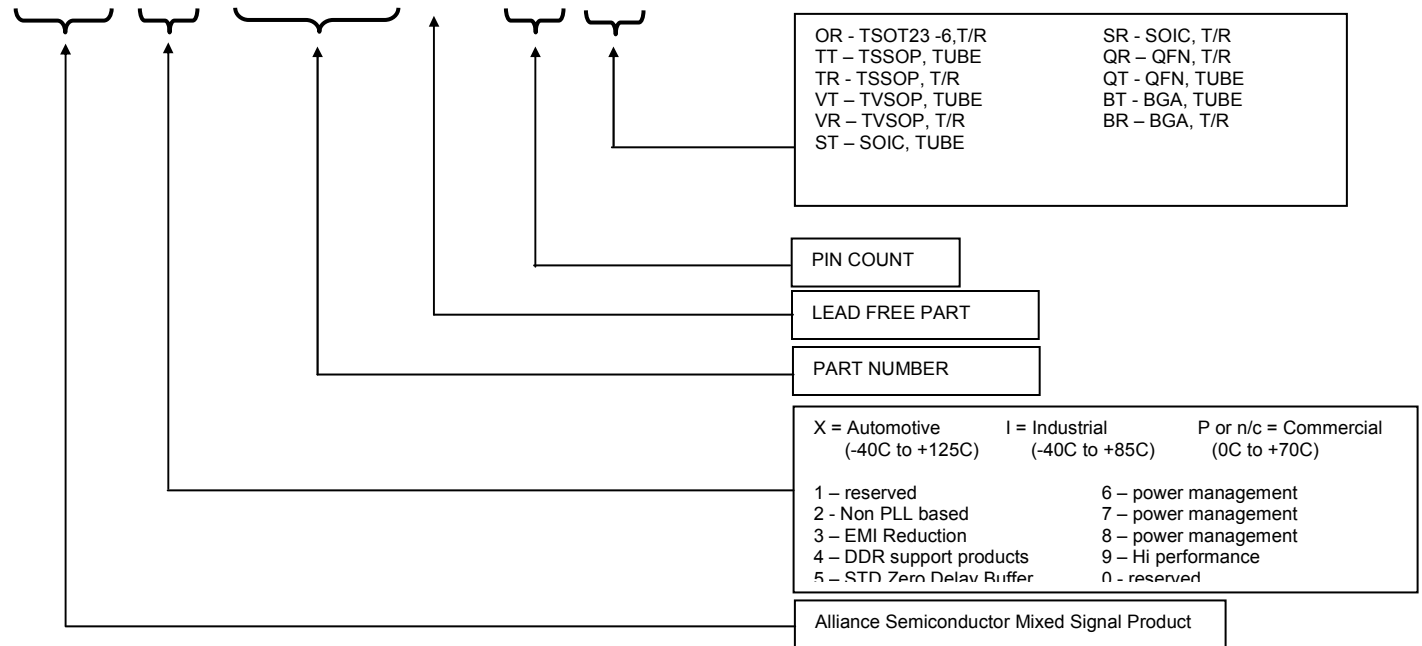 OR - TSOT23 -6,T/R SR - SOIC, T/R
TT – TSSOP, TUBE QR – QFN, T/R
TR - TSSOP, T/R QT - QFN, TUBE
VT – TVSOP, TUBE BT - BGA, TUBE
VR – TVSOP, T/R BR – BGA, T/R
ST – SOIC, TUBE
PIN COUNT
LEAD FREE PART
PART NUMBER
X = Automotive I = Industrial P or n/c = Commercial
(-40C to +125C) (-40C to +85C) (0C to +70C)
1 – reserved 6 – power management
2 - Non PLL based 7 – power management
3 – EMI Reduction 8 – power management
4 – DDR support products 9 – Hi performance
5 – STD Zero Delay Buffer 0 - reserved
Alliance Semiconductor Mixed Signal Product